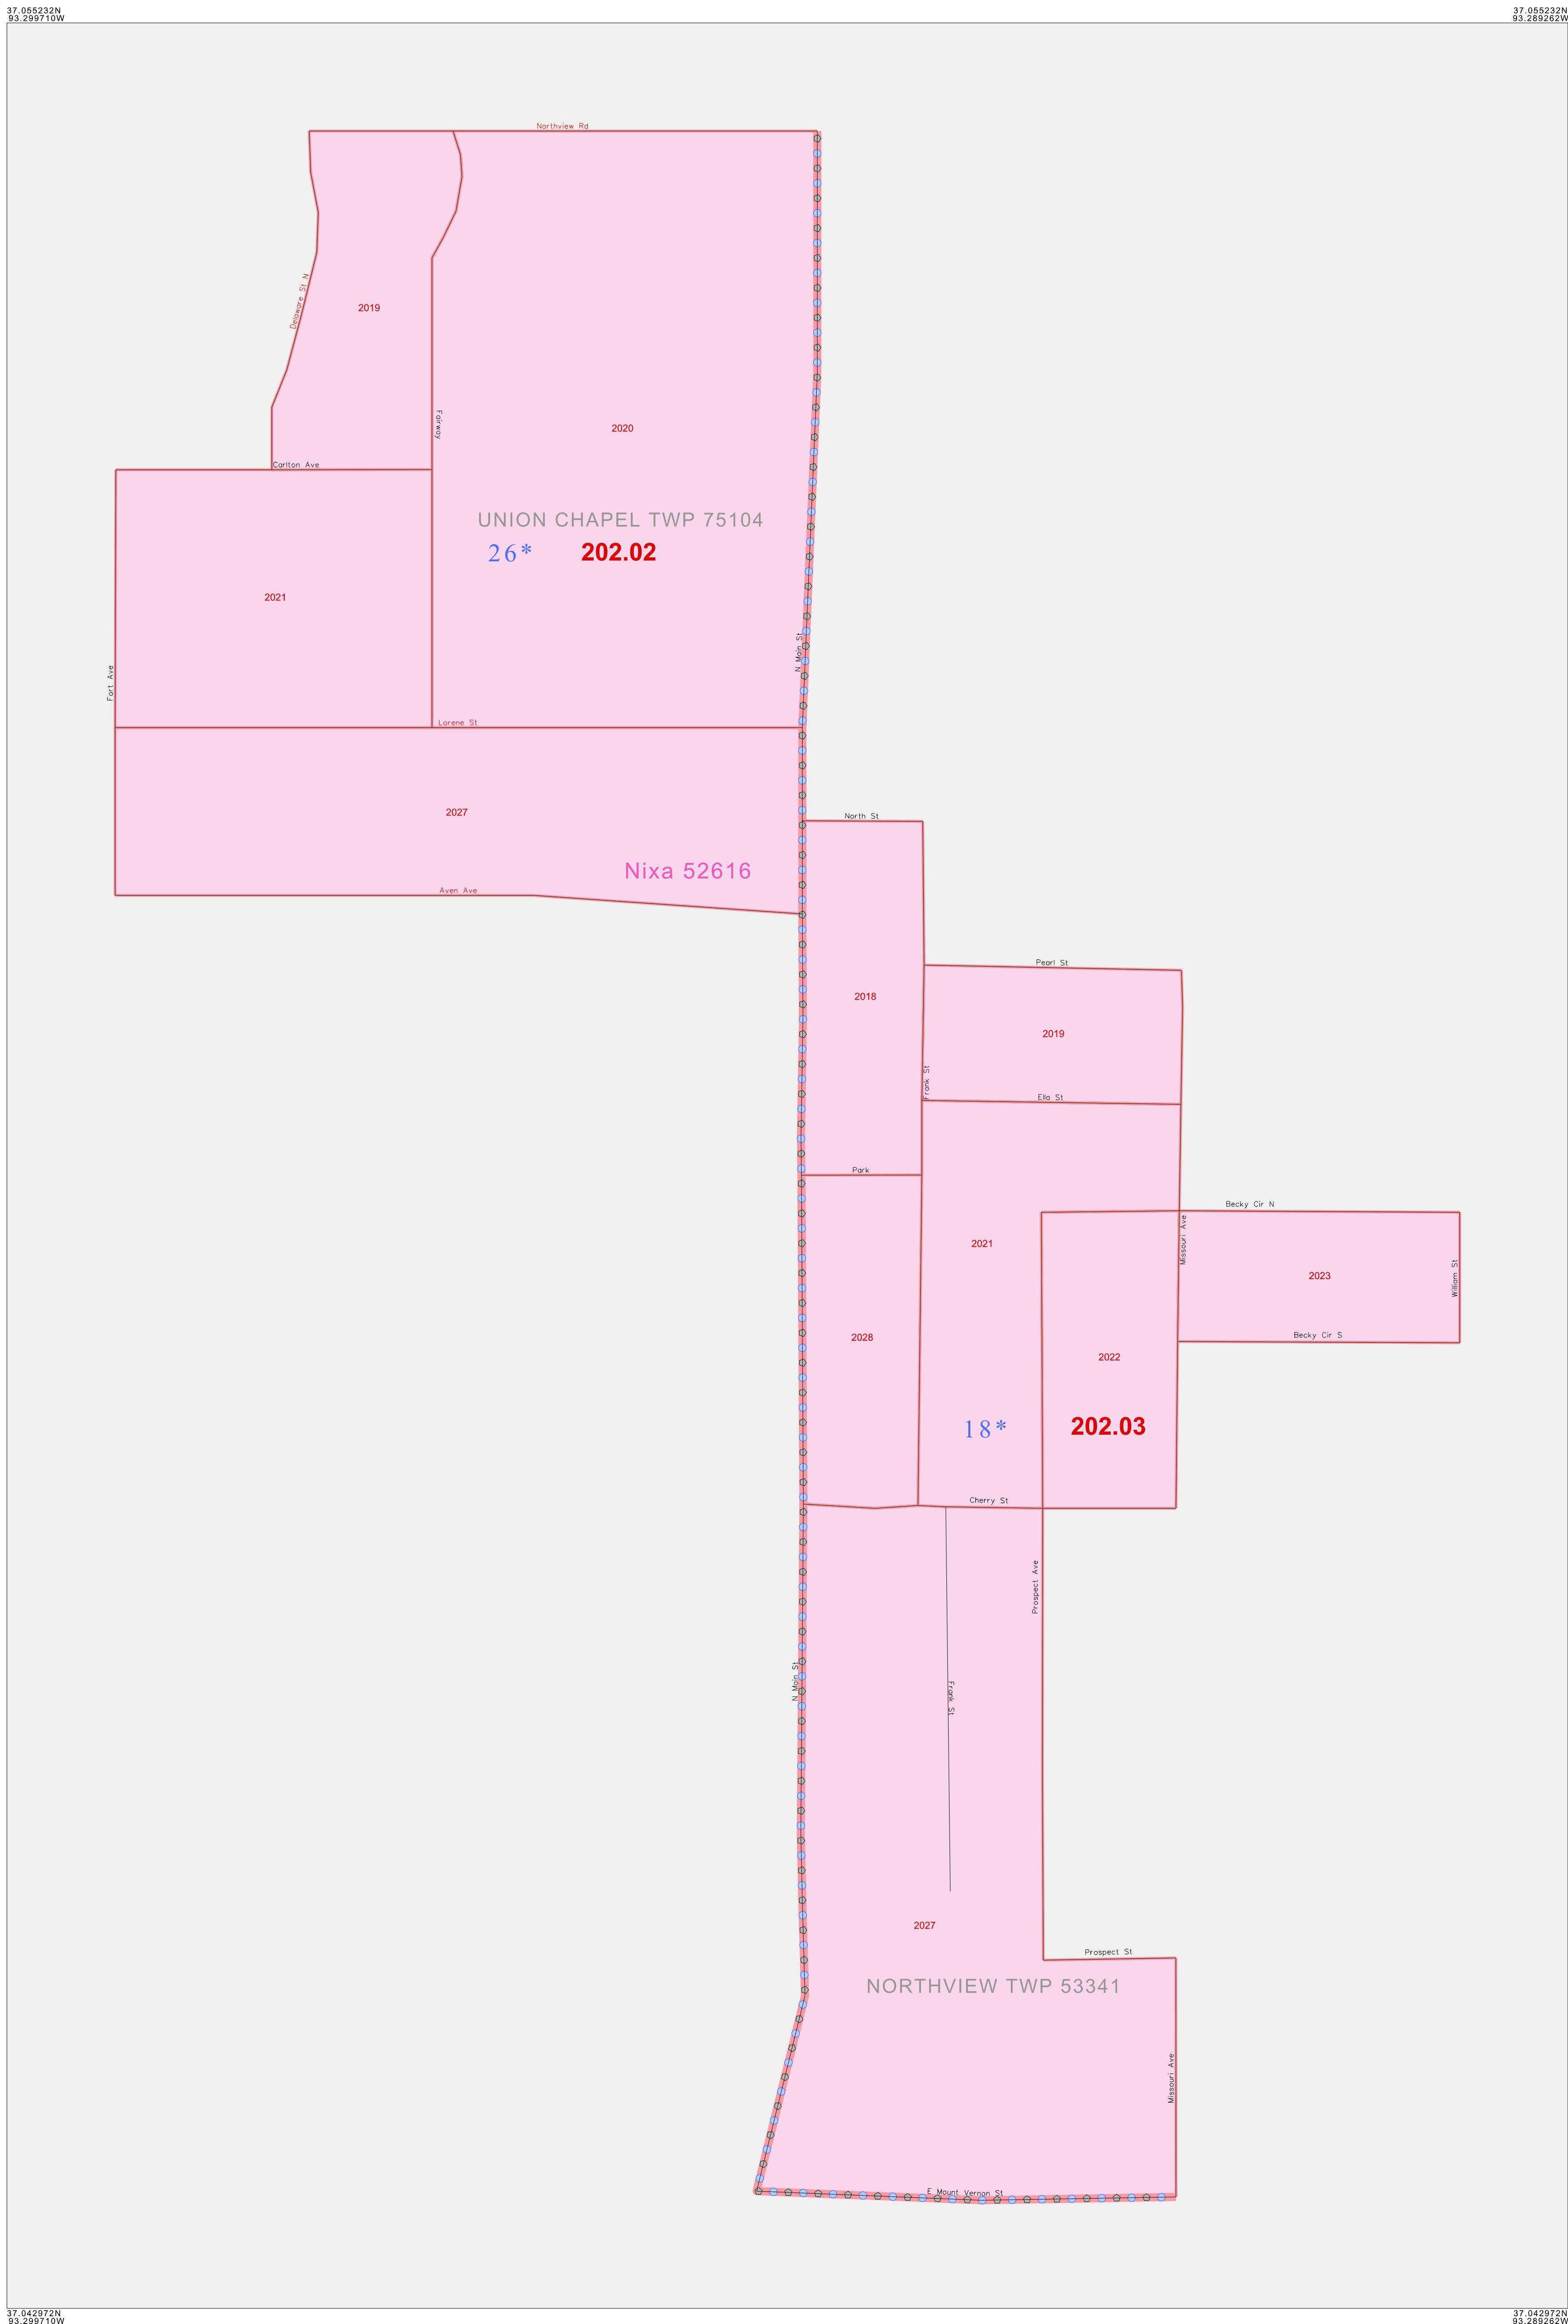 37.055232N
93.299710W
37.055232N
93.289262W
Northview Rd
Delaware St N
2019
Fairway
2020
Carlton Ave
UNION CHAPEL TWP 75104
26*
202.02
2021
N Main St
Fort Ave
Lorene St
2027
North St
Nixa 52616
Aven Ave
Pearl St
2018
2019
Frank St
Ella St
Park
Becky Cir N
2021
Missouri Ave
William St
2023
2028
Becky Cir S
2022
18*
202.03
Cherry St
Prospect Ave
N Main St
Frank St
2027
Prospect St
NORTHVIEW TWP 53341
Missouri Ave
E Mount Vernon St
37.042972N
93.299710W
37.042972N
93.289262W